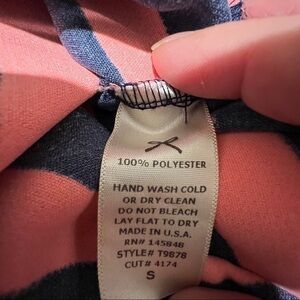 100% POLYESTER
HAND WASH COLD
OR DRY CLEAN
DO NOT BLEACH
LAY FLAT TO DRY
MADE IN U.S.A.
RN# 145848
STYLE# T9878
CUT# 4174
S